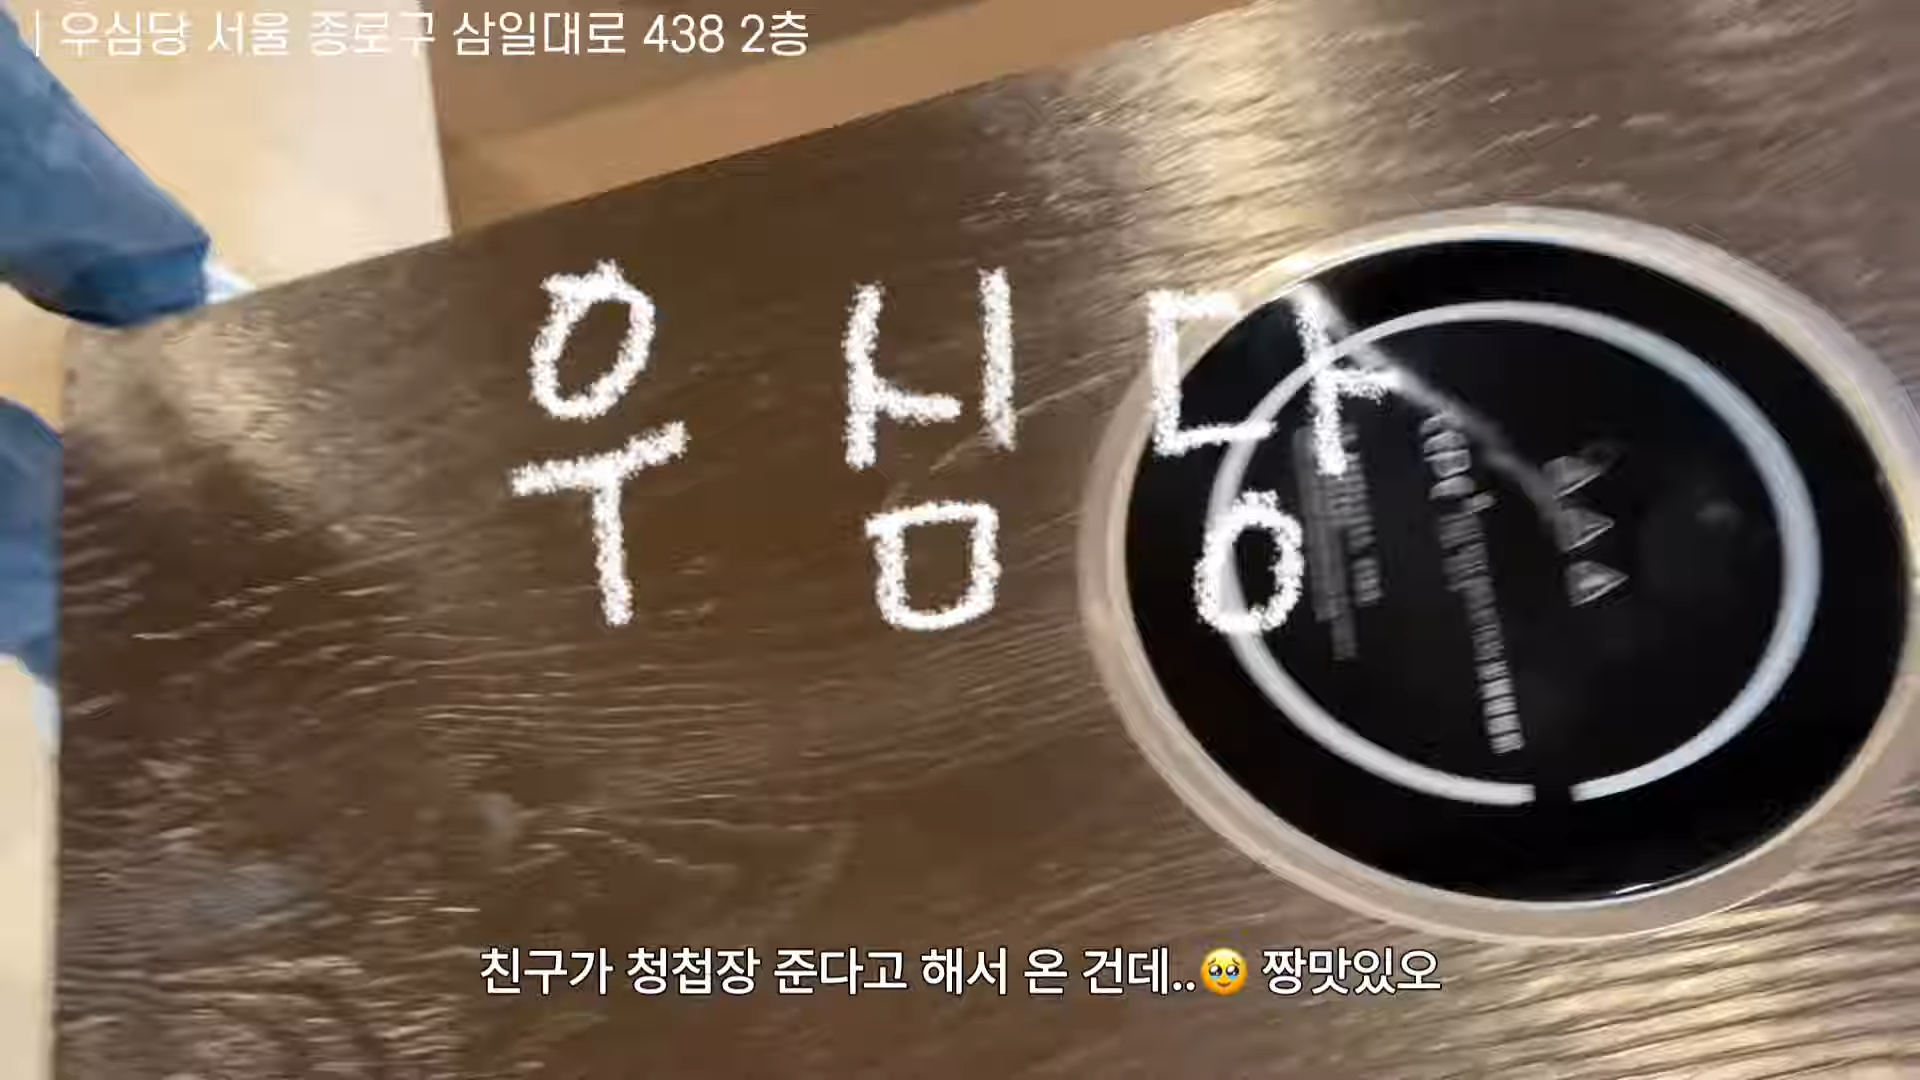 | 우심당 서울 종로구 삼일대로 438 2층
우 심 당
친구가 청첩장 준다고 해서 온 건데..🥹 짱맛있오